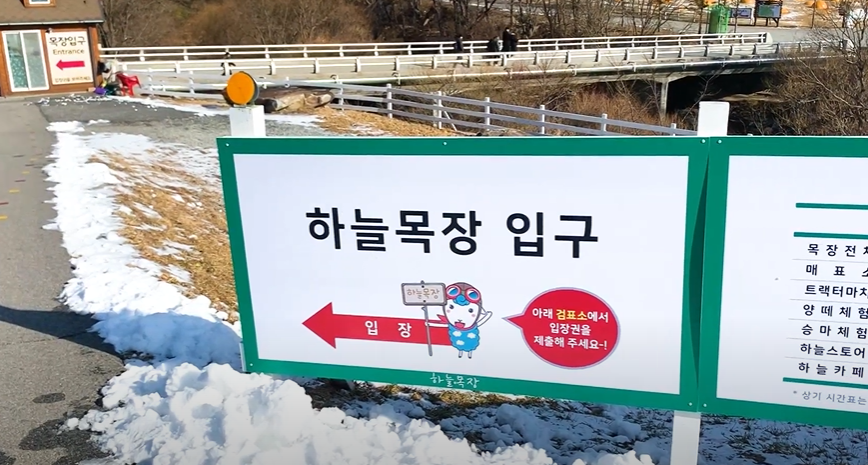 목장입구
Entrance
하늘목장 입구
하늘목장
입 장
아래 검표소에서
입장권을
제출해 주세요~!
하늘목장
목 장 전
매 표
트랙터마차
양 떼 체 험
승 마 체 험
하늘스토어
하 늘 카 페
* 상기 시간표는